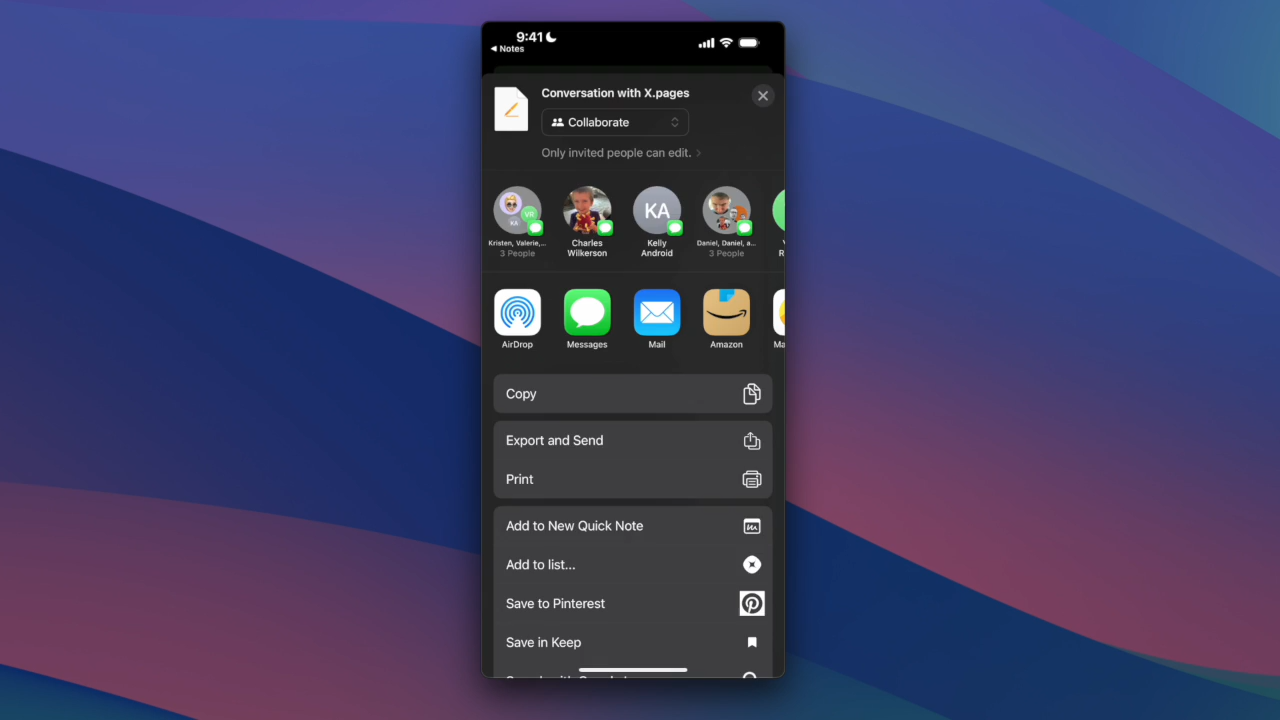 9:41
◀ Notes
Conversation with X.pages
Collaborate
Only invited people can edit.
VR
KA
KA
Kristen, Valerie,...
3 People
Charles
Wilkerson
Kelly
Android
Daniel, Daniel, a...
3 People
AirDrop
Messages
Mail
Amazon
Copy
Export and Send
Print
Add to New Quick Note
Add to list...
Save to Pinterest
Save in Keep